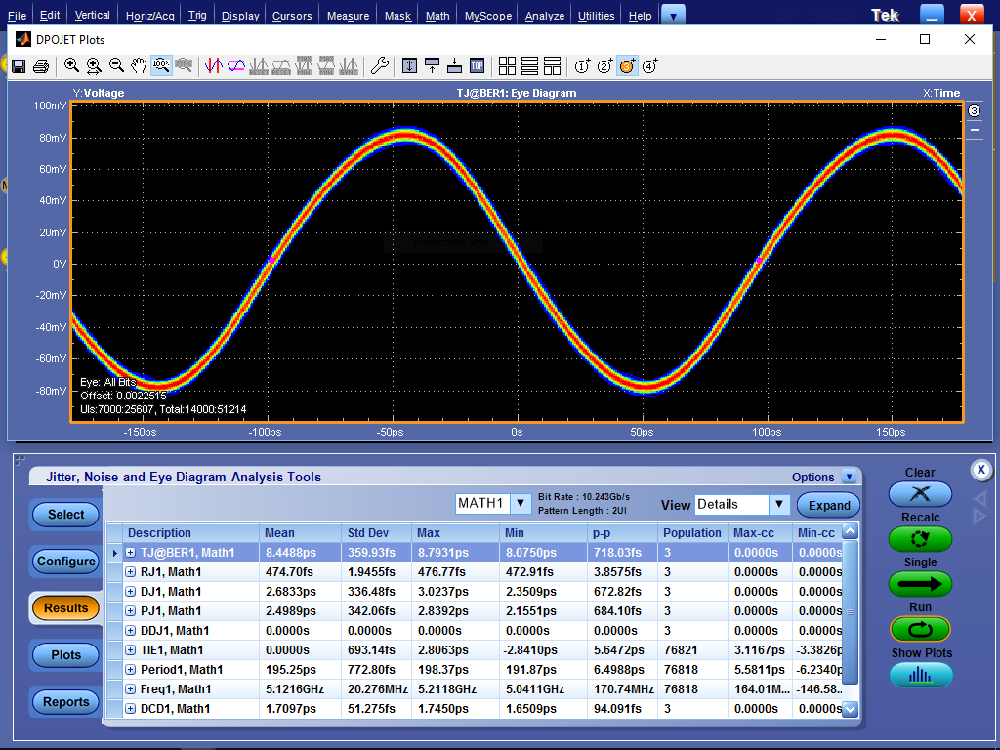 File Edit Vertical Horiz/Acq Trig Display Cursors Measure Mask Math MyScope Analyze Utilities Help Tek X
DPOJET Plots
100% TOP 1 2 3 4
Y:Voltage TJ@BER1: Eye Diagram X:Time
100mV
3
80mV
60mV
40mV
20mV
0V
-20mV
-40mV
-60mV
-80mV
Eye: All Bits
Offset: 0.0022515
UIs:7000:25607, Total:14000:51214
-150ps -100ps -50ps 0s 50ps 100ps 150ps
Jitter, Noise and Eye Diagram Analysis Tools Options X
Clear
MATH1 Bit Rate : 10.243Gb/s
Pattern Length : 2UI
View Details Expand
Select
Recalc
Description Mean Std Dev Max Min p-p Population Max-cc Min-cc
TJ@BER1, Math1 8.4488ps 359.93fs 8.7931ps 8.0750ps 718.03fs 3 0.0000s 0.0000s
Configure
Single
RJ1, Math1 474.70fs 1.9455fs 476.77fs 472.91fs 3.8575fs 3 0.0000s 0.0000s
DJ1, Math1 2.6833ps 336.48fs 3.0237ps 2.3509ps 672.82fs 3 0.0000s 0.0000s
Results
Run
PJ1, Math1 2.4989ps 342.06fs 2.8392ps 2.1551ps 684.10fs 3 0.0000s 0.0000s
DDJ1, Math1 0.0000s 0.0000s 0.0000s 0.0000s 0.0000s 3 0.0000s 0.0000s
Plots
Show Plots
TIE1, Math1 0.0000s 693.14fs 2.8063ps -2.8410ps 5.6472ps 76821 3.1167ps -3.3826p
Period1, Math1 195.25ps 772.80fs 198.37ps 191.87ps 6.4988ps 76818 5.5811ps -6.2340p
Freq1, Math1 5.1216GHz 20.276MHz 5.2118GHz 5.0411GHz 170.74MHz 76818 164.01M... -146.58..
Reports
DCD1, Math1 1.7097ps 51.275fs 1.7450ps 1.6509ps 94.091fs 3 0.0000s 0.0000s